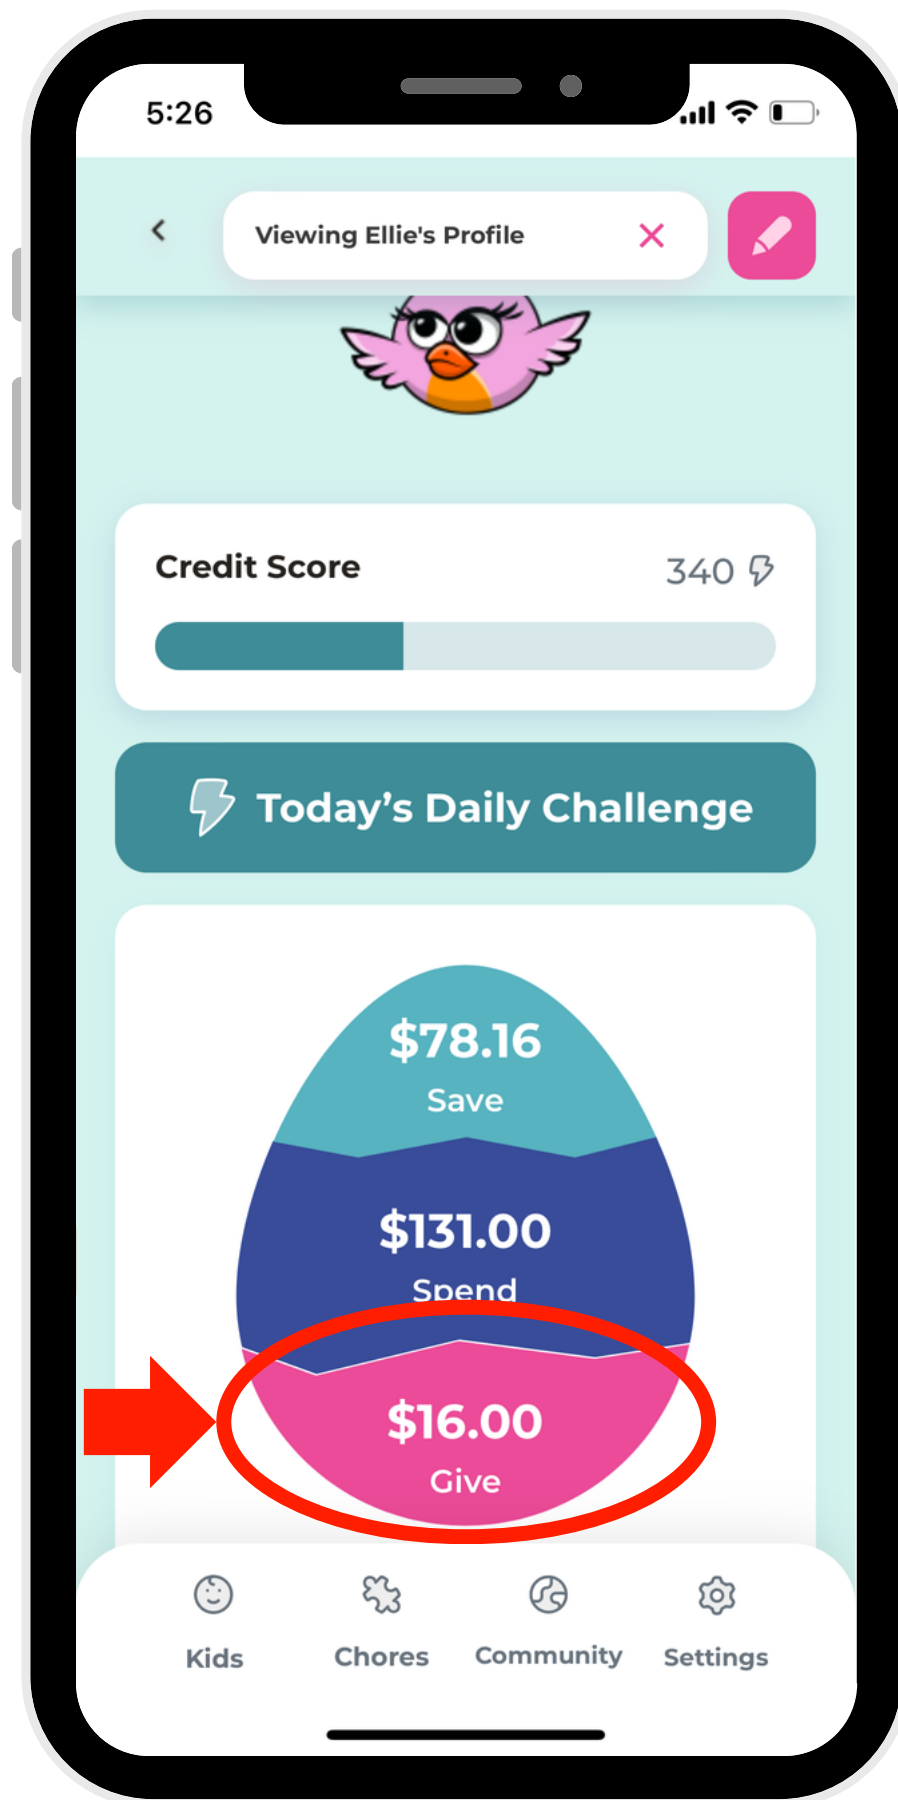 5:26
Viewing Ellie's Profile
Credit Score
340
Today's Daily Challenge
$78.16
Save
$131.00
Spend
$16.00
Give
Kids
Chores
Community
Settings